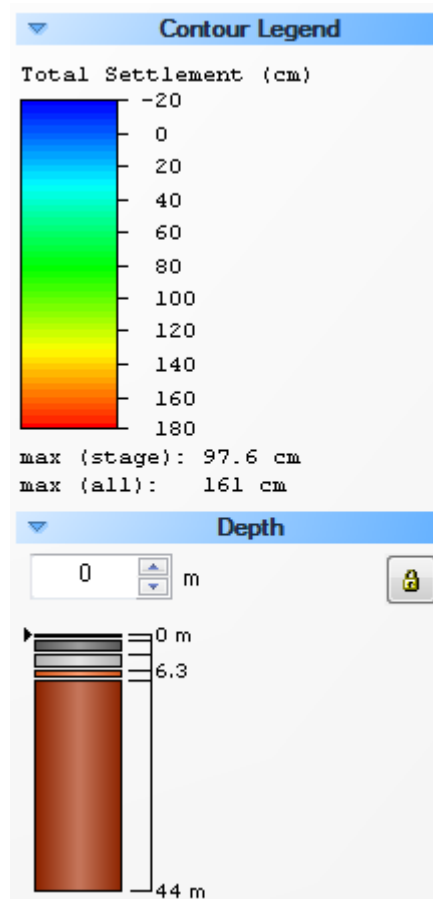 Contour Legend
Total Settlement (cm)
-20
0
20
40
60
80
100
120
140
160
180
max (stage): 97.6 cm
max (all): 161 cm
Depth
0 m
0 m
6.3
44 m